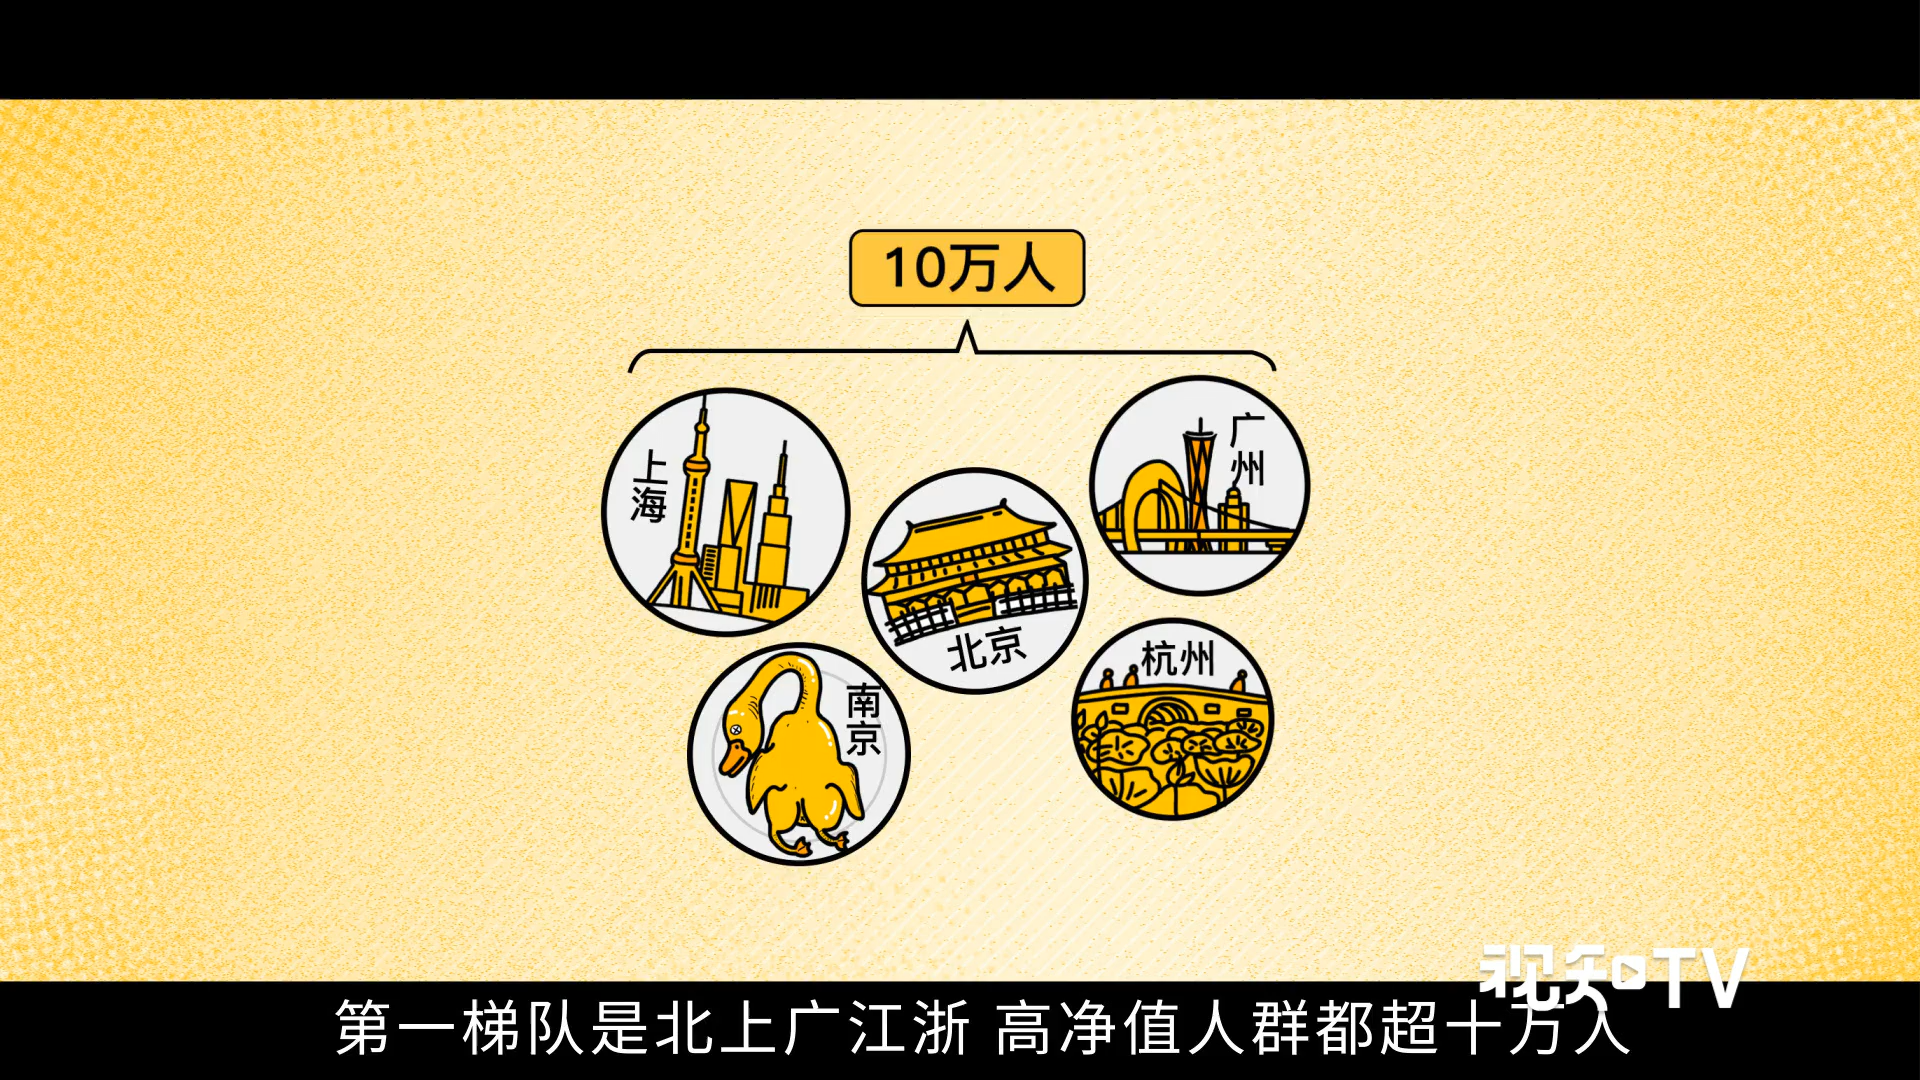 10万人
上海
广州
北京
南京
杭州
视知TV
第一梯队是北上广江浙 高净值人群都超十万人